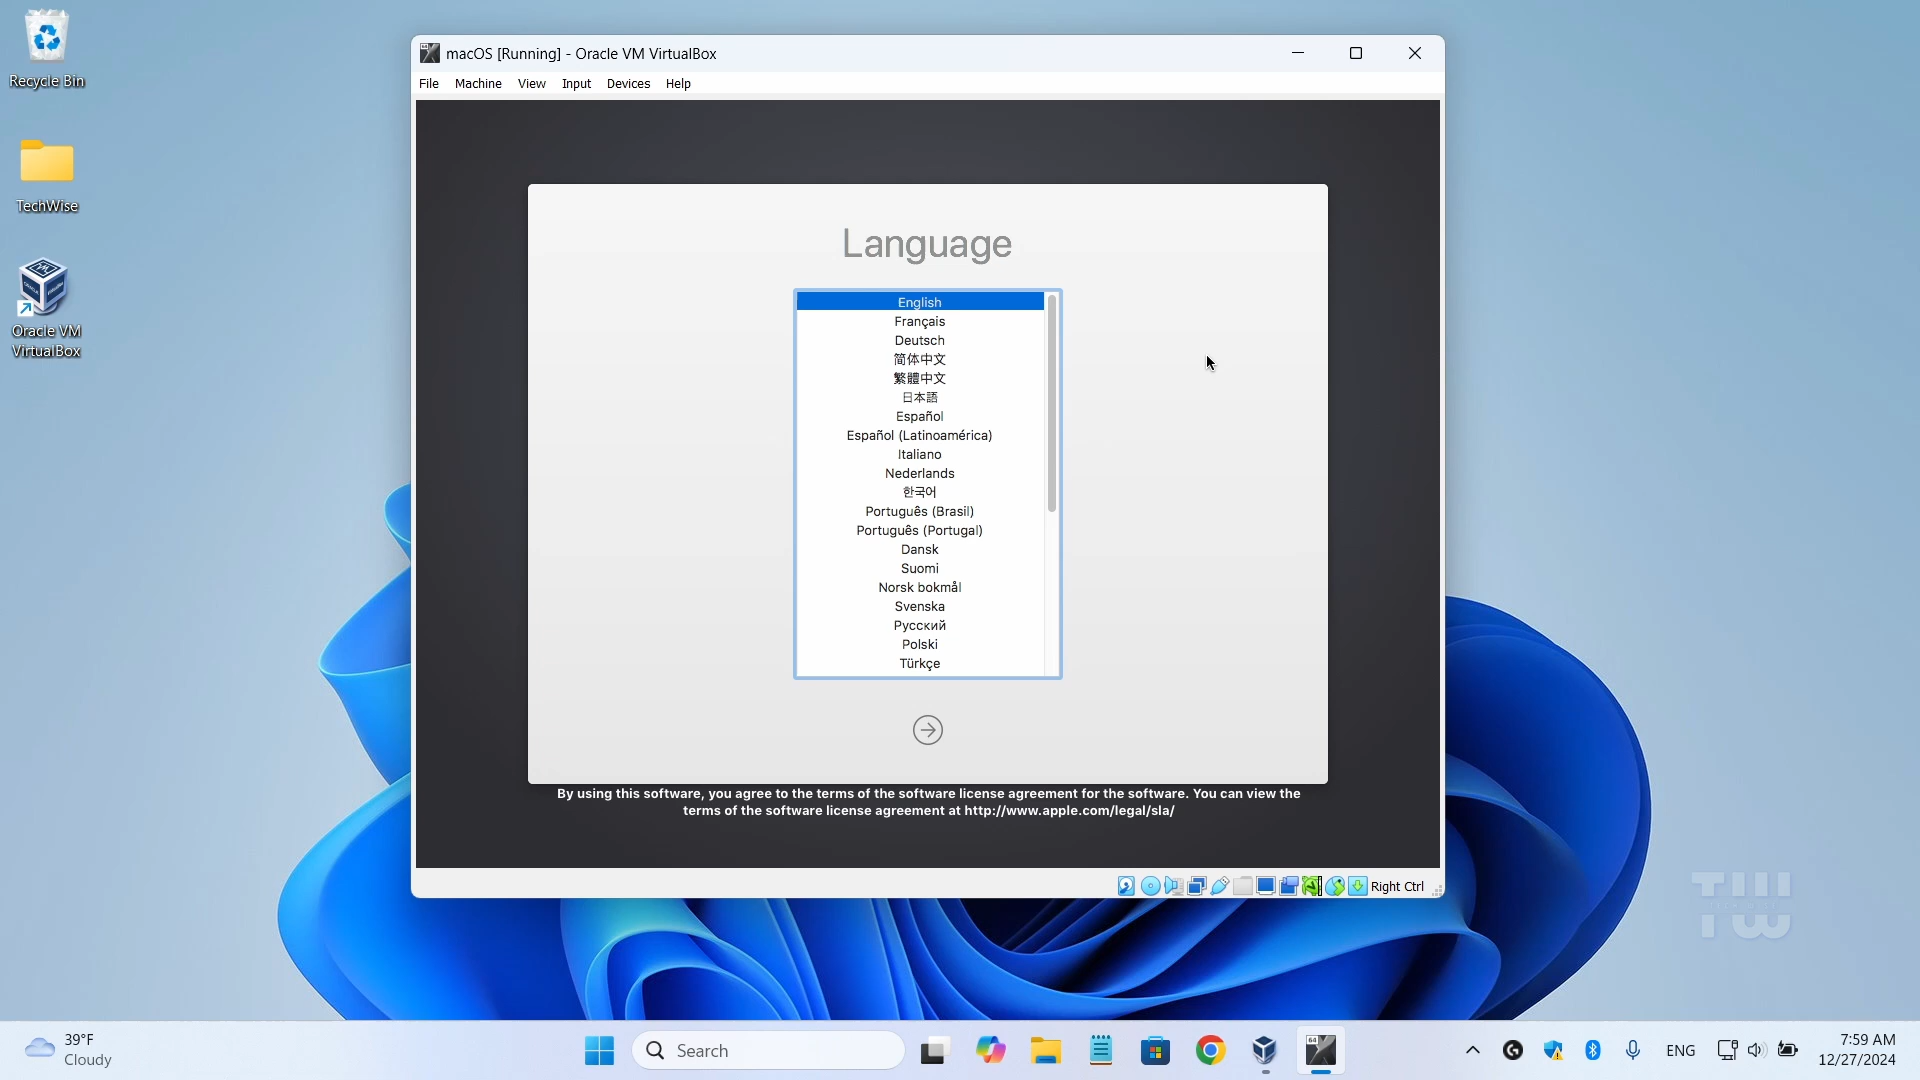 Recycle Bin
TechWise
Oracle VM
VirtualBox
macOS [Running] - Oracle VM VirtualBox
File Machine View Input Devices Help
Language
English
Français
Deutsch
简体中文
繁體中文
日本語
Español
Español (Latinoamérica)
Italiano
Nederlands
한국어
Português (Brasil)
Português (Portugal)
Dansk
Suomi
Norsk bokmål
Svenska
Русский
Polski
Türkçe
By using this software, you agree to the terms of the software license agreement for the software. You can view the
terms of the software license agreement at http://www.apple.com/legal/sla/
Right Ctrl
TW
39°F
Cloudy
Search
64
ENG
7:59 AM
12/27/2024